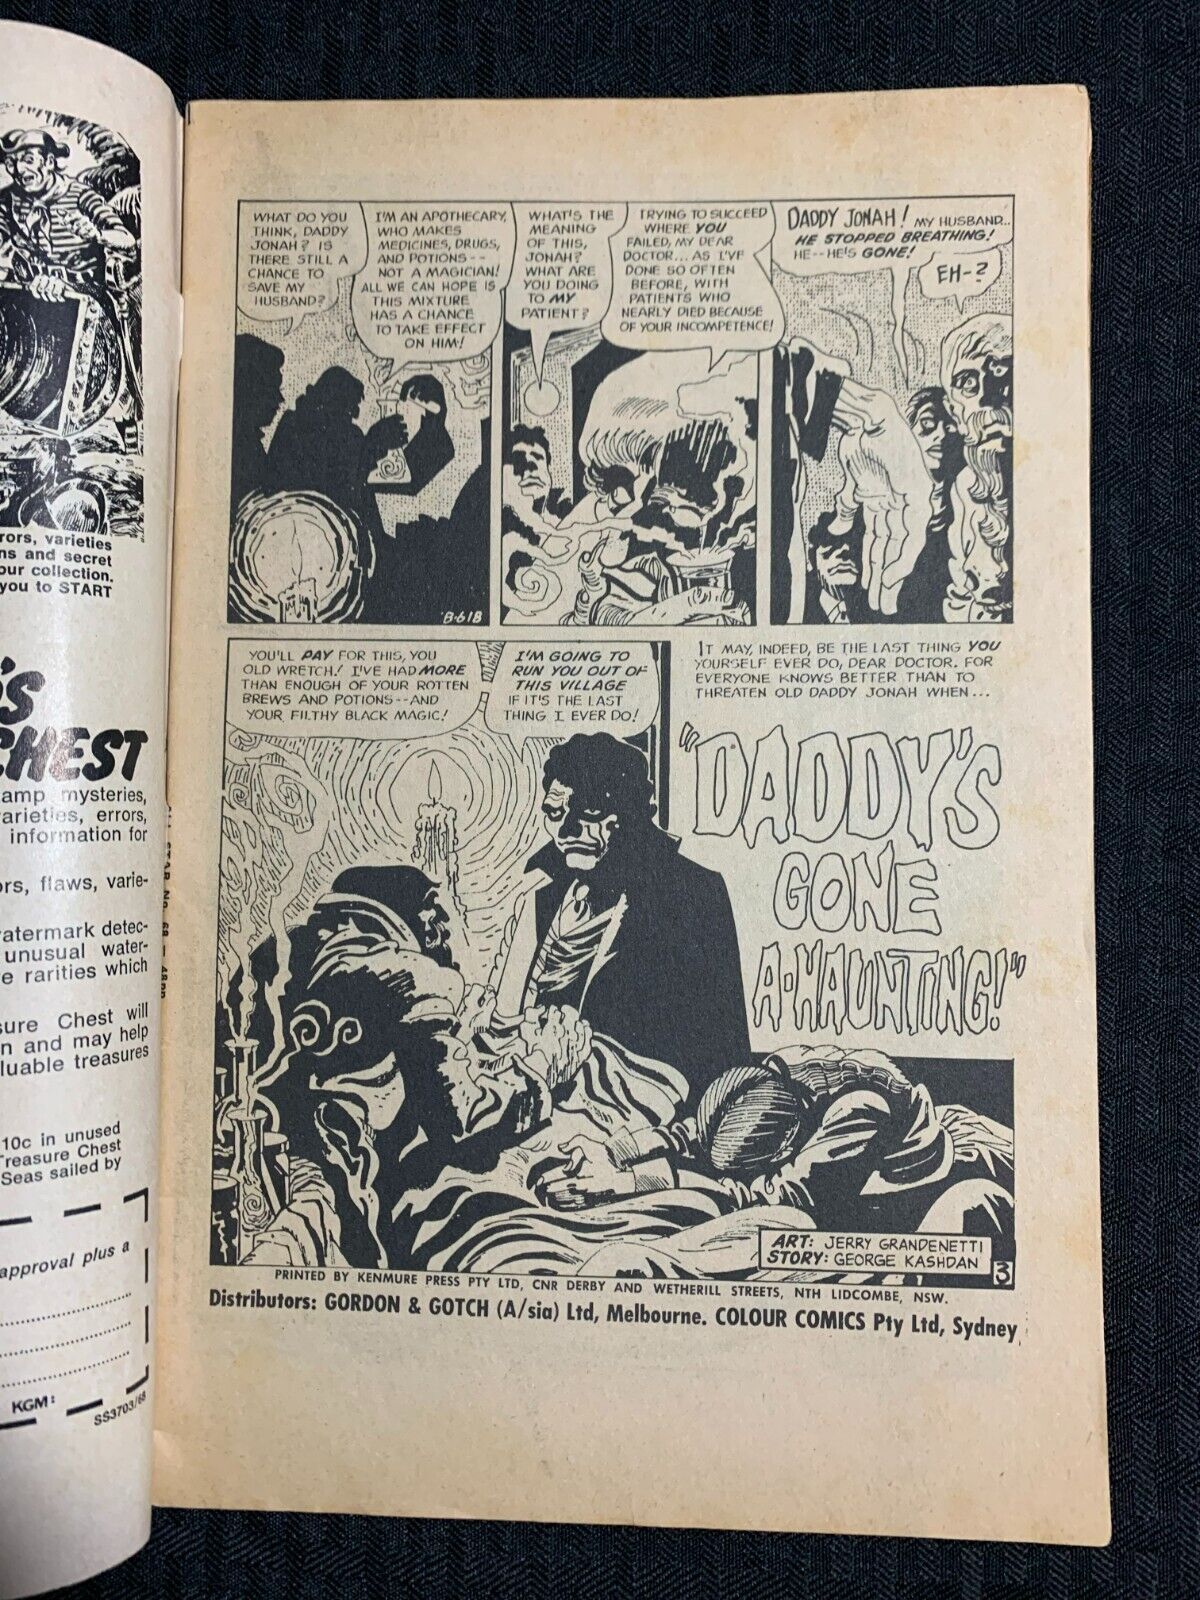 rors, varieties
ns and secret
our collection.
you to START
'S
CHEST
amp mysteries,
varieties, errors,
information for
ors, flaws, varie-
watermark detec-
unusual water-
e rarities which
sure Chest will
n and may help
luable treasures
10c in unused
Treasure Chest
Seas sailed by
approval plus a
KGM:
SS3703/68
WHAT DO YOU
THINK, DADDY
JONAH? IS
THERE STILL A
CHANCE TO
SAVE MY
HUSBAND?
I'M AN APOTHECARY,
WHO MAKES
MEDICINES, DRUGS,
AND POTIONS--
NOT A MAGICIAN!
ALL WE CAN HOPE IS
THIS MIXTURE
HAS A CHANCE
TO TAKE EFFECT
ON HIM!
B-618
WHAT'S THE
MEANING
OF THIS,
JONAH?
WHAT ARE
YOU DOING
TO MY
PATIENT?
TRYING TO SUCCEED
WHERE YOU
FAILED, MY DEAR
DOCTOR... AS I'VE
DONE SO OFTEN
BEFORE, WITH
PATIENTS WHO
NEARLY DIED BECAUSE
OF YOUR INCOMPETENCE!
DADDY JONAH! MY HUSBAND..
HE STOPPED BREATHING!
HE--HE'S GONE!
EH-?
YOU'LL PAY FOR THIS, YOU
OLD WRETCH! I'VE HAD MORE
THAN ENOUGH OF YOUR ROTTEN
BREWS AND POTIONS--AND
YOUR FILTHY BLACK MAGIC!
I'M GOING TO
RUN YOU OUT OF
THIS VILLAGE
IF IT'S THE LAST
THING I EVER DO!
IT MAY, INDEED, BE THE LAST THING YOU
YOURSELF EVER DO, DEAR DOCTOR. FOR
EVERYONE KNOWS BETTER THAN TO
THREATEN OLD DADDY JONAH WHEN...
"DADDY'S
GONE
A-HAUNTING!"
ART: JERRY GRANDENETTI
STORY: GEORGE KASHDAN
3
PRINTED BY KENMURE PRESS PTY LTD, CNR DERBY AND WETHERILL STREETS, NTH LIDCOMBE, NSW.
Distributors: GORDON & GOTCH (A/sia) Ltd, Melbourne. COLOUR COMICS Pty Ltd, Sydney